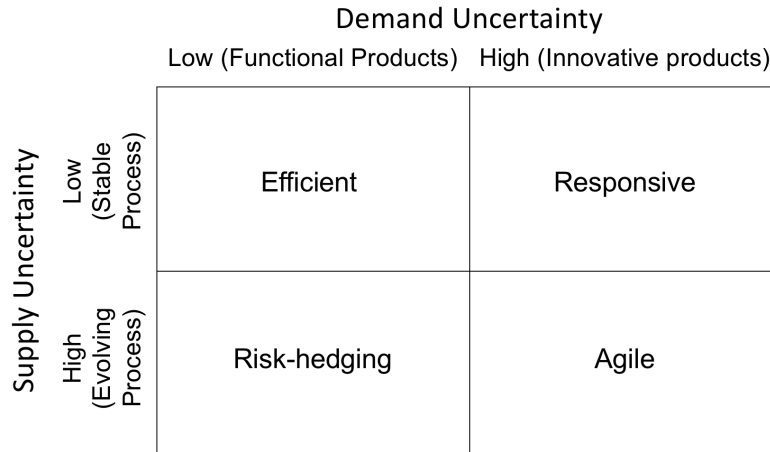 Demand Uncertainty
Low (Functional Products)
High (Innovative products)
Supply Uncertainty
Low
(Stable
Process)
Efficient
Responsive
High
(Evolving
Process)
Risk-hedging
Agile